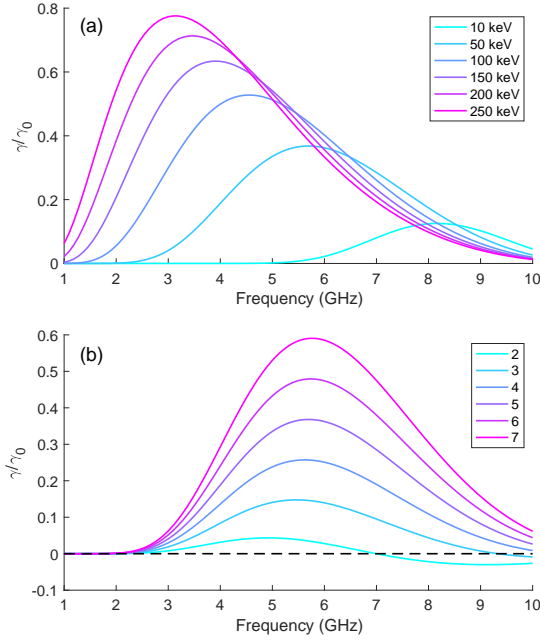 (a)
10 keV
50 keV
100 keV
150 keV
200 keV
250 keV
0.8
0.6
0.4
0.2
0
γ/γ0
1 2 3 4 5 6 7 8 9 10
Frequency (GHz)
(b)
2
3
4
5
6
7
0.6
0.5
0.4
0.3
0.2
0.1
0
-0.1
γ/γ0
1 2 3 4 5 6 7 8 9 10
Frequency (GHz)